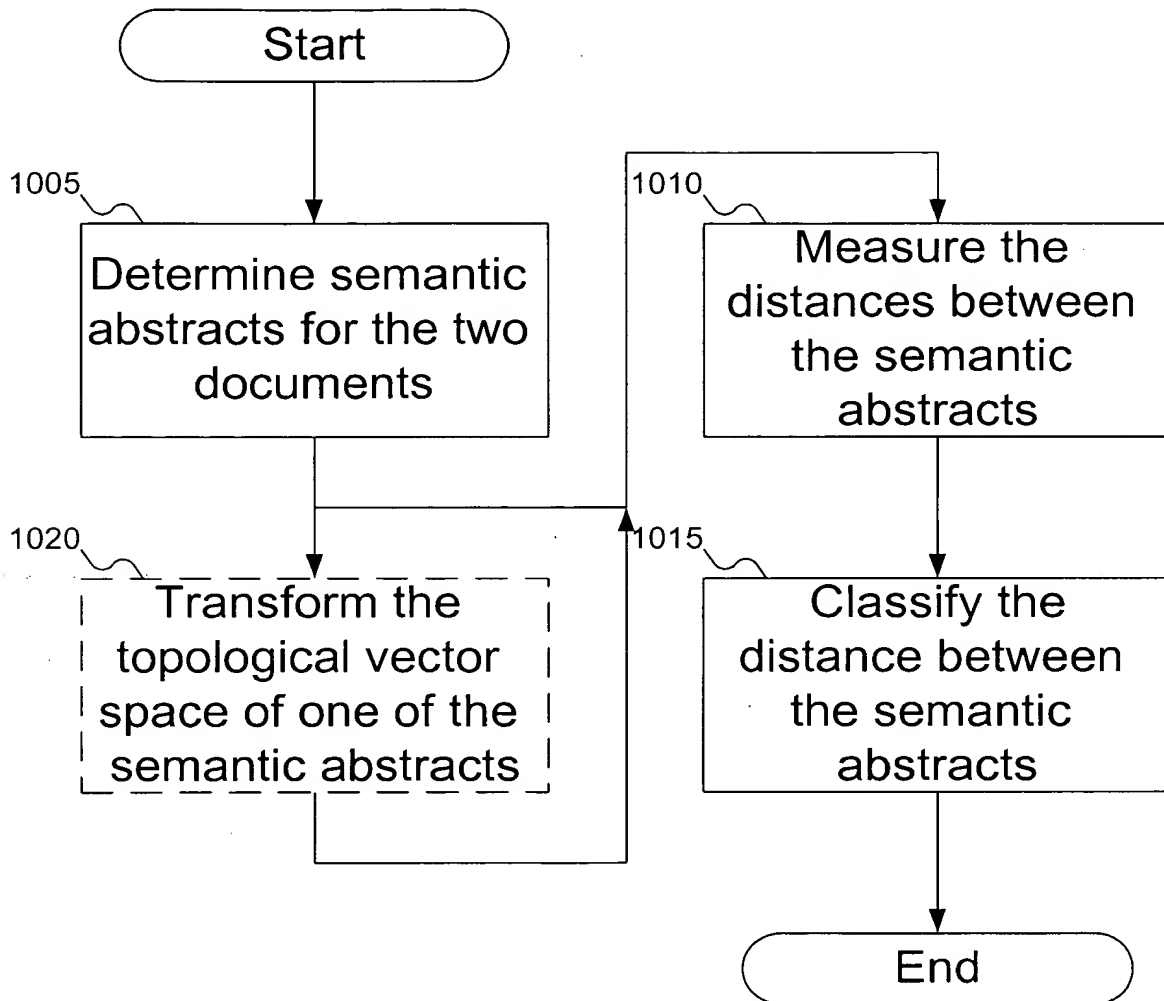 Start
1005
Determine semantic
abstracts for the two
documents
1020
Transform the
topological vector
space of one of the
semantic abstracts
1010
Measure the
distances between
the semantic
abstracts
1015
Classify the
distance between
the semantic
abstracts
End